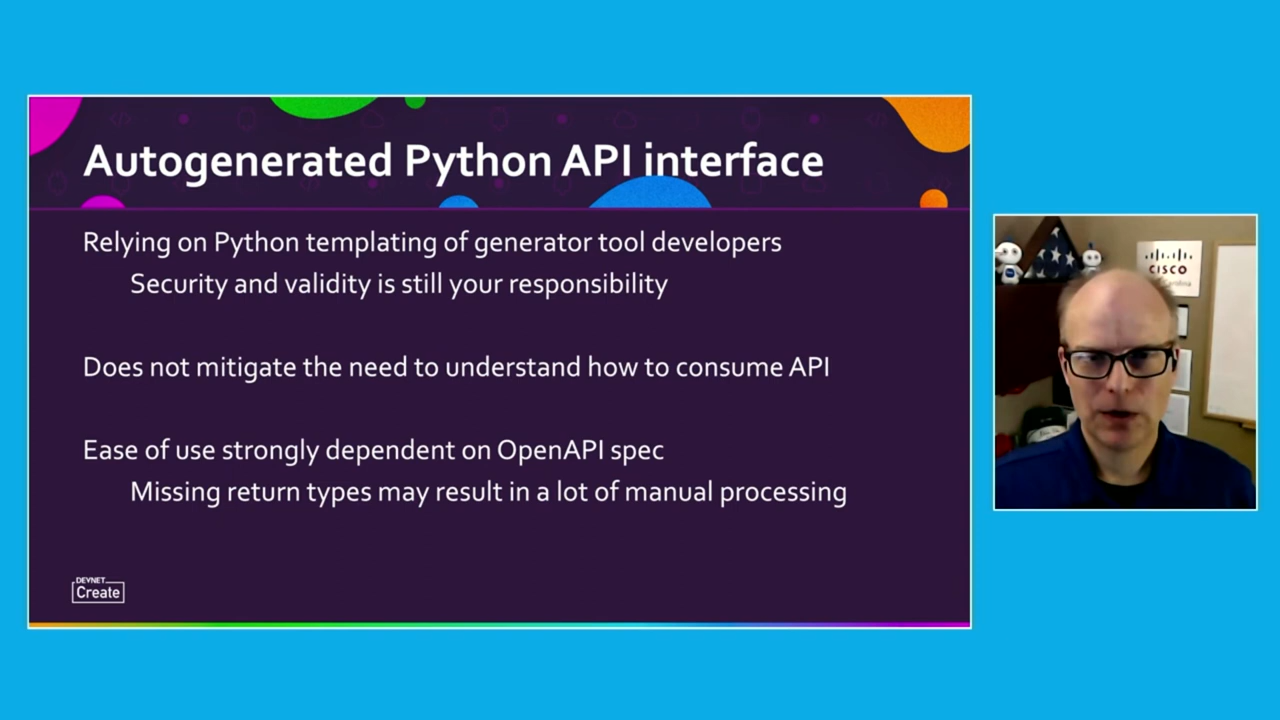 Autogenerated Python API interface
Relying on Python templating of generator tool developers
Security and validity is still your responsibility
Does not mitigate the need to understand how to consume API
Ease of use strongly dependent on OpenAPI spec
Missing return types may result in a lot of manual processing
DEVNET
Create
CISCO